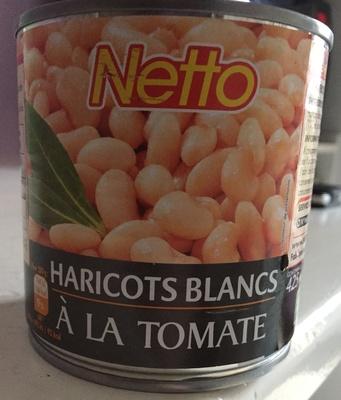 Netto
HARICOTS BLANCS
À LA TOMATE